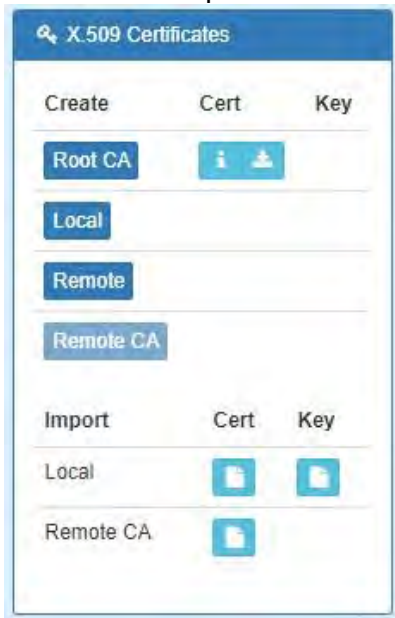 X.509 Certificates
Create Cert Key
Root CA
Local
Remote
Remote CA
Import Cert Key
Local
Remote CA